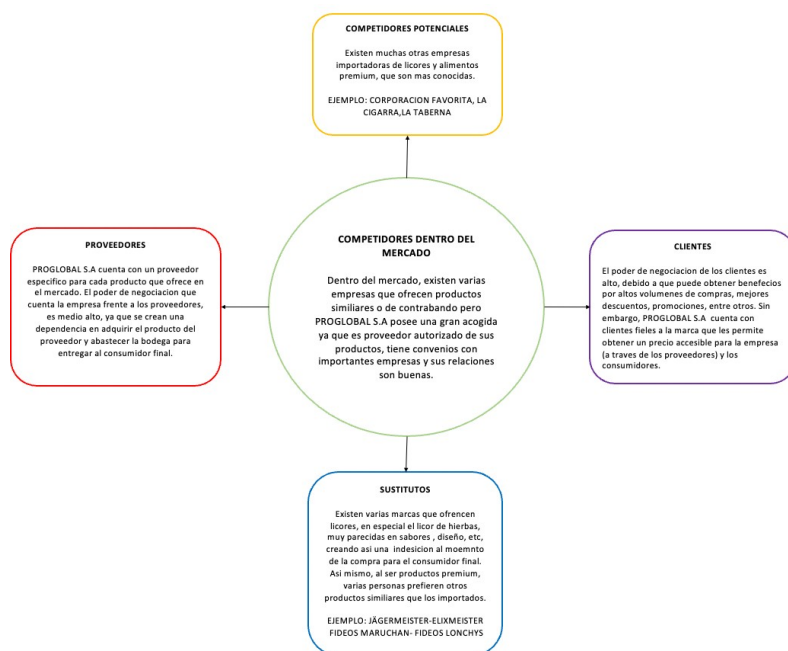 COMPETIDORES POTENCIALES
Existen muchas otras empresas
importadoras de licores y alimentos
premium, que son mas conocidas.
EJEMPLO: CORPORACION FAVORITA, LA
CIGARRA,LA TABERNA
PROVEEDORES
PROGLOBAL S.A cuenta con un proveedor
especifico para cada producto que ofrece en
el mercado. El poder de negociacion que
cuenta la empresa frente a los proveedores,
es medio alto, ya que se crean una
dependencia en adquirir el producto del
proveedor y abastecer la bodega para
entregar al consumidor final.
COMPETIDORES DENTRO DEL
MERCADO
Dentro del mercado, existen varias
empresas que ofrecen productos
similiares o de contrabando pero
PROGLOBAL S.A posee una gran acogida
ya que es proveedor autorizado de sus
productos, tiene convenios con
importantes empresas y sus relaciones
son buenas.
CLIENTES
El poder de negociacion de los clientes es
alto, debido a que puede obtener benefecios
por altos volumenes de compras, mejores
descuentos, promociones, entre otros. Sin
embargo, PROGLOBAL S.A cuenta con
clientes fieles a la marca que les permite
obtener un precio accesible para la empresa
(a traves de los proveedores) y los
consumidores.
SUSTITUTOS
Existen varias marcas que ofrencen
licores, en especial el licor de hierbas,
muy parecidas en sabores , diseño, etc,
creando asi una indesicion al moemnto
de la compra para el consumidor final.
Asi mismo, al ser productos premium,
varias personas prefieren otros
productos similiares que los importados.
EJEMPLO: JÄGERMEISTER-ELIXMEISTER
FIDEOS MARUCHAN- FIDEOS LONCHYS